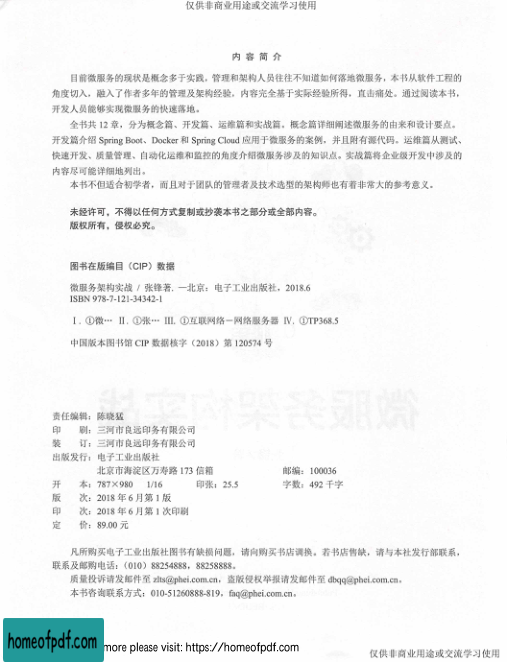 仅供非商业用途或交流学习使用
内 容 简 介
目前微服务的现状是概念多于实践，管理和架构人员往往不知道如何落地微服务，本书从软件工程的
角度切入，融入了作者多年的管理及架构经验，内容完全基于实际经验所得，直击痛处。通过阅读本书，
开发人员能够实现微服务的快速落地。
全书共 12 章，分为概念篇、开发篇、运维篇和实战篇。概念篇详细阐述微服务的由来和设计要点。
开发篇介绍 Spring Boot、Docker 和 Spring Cloud 应用于微服务的案例，并且附有源代码。运维篇从测试、
快速开发、质量管理、自动化运维和监控的角度介绍微服务涉及的知识点，实战篇将企业级开发中涉及的
内容尽可能详细地列出。
本书不但适合初学者，而且对于团队的管理者及技术选型的架构师也有着非常大的参考意义。
未经许可，不得以任何方式复制或抄袭本书之部分或全部内容。
版权所有，侵权必究。
图书在版编目（CIP）数据
微服务架构实战 / 张锋著. —北京：电子工业出版社，2018.6
ISBN 978-7-121-34342-1
Ⅰ. ①微… Ⅱ. ①张… Ⅲ. ①互联网络－网络服务器 Ⅳ. ①TP368.5
中国版本图书馆 CIP 数据核字（2018）第 120574 号
微服务架构实战
责任编辑：陈晓猛
印 刷：三河市良远印务有限公司
装 订：三河市良远印务有限公司
出版发行：电子工业出版社
北京市海淀区万寿路 173 信箱 邮编：100036
开 本：787×980 1/16 印张：25.5 字数：492 千字
版 次：2018 年 6 月第 1 版
印 次：2018 年 6 月第 1 次印刷
定 价：89.00 元
凡所购买电子工业出版社图书有缺损问题，请向购买书店调换。若书店售缺，请与本社发行部联系，
联系及邮购电话：（010）88254888，88258888。
质量投诉请发邮件至 zlts@phei.com.cn，盗版侵权举报请发邮件至 dbqq@phei.com.cn。
本书咨询联系方式：010-51260888-819，faq@phei.com.cn。
homeofpdf.com
more please visit: https://homeofpdf.com
仅供非商业用途或交流学习使用